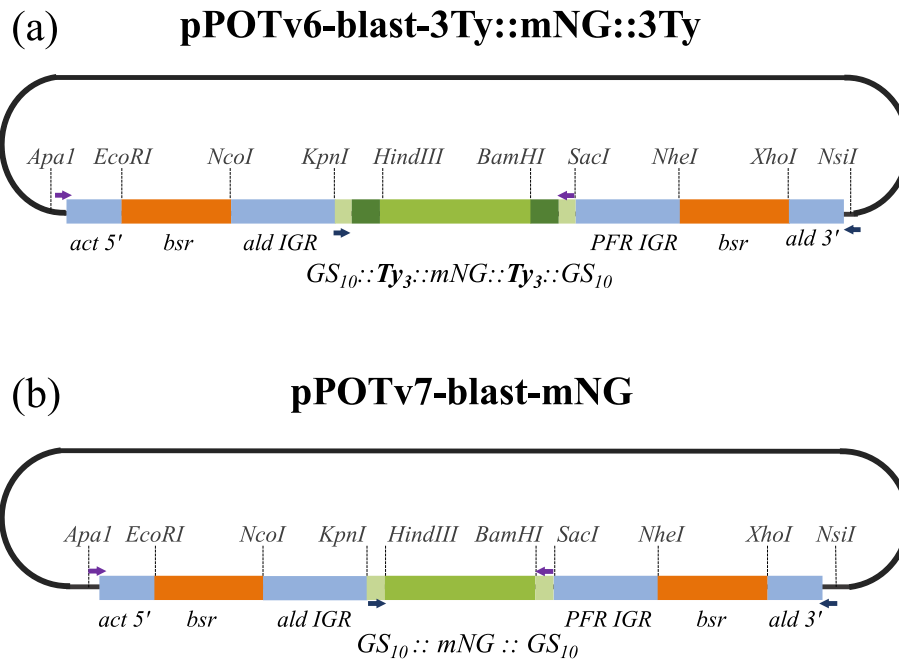 (a) pPOTv6-blast-3Ty::mNG::3Ty
Apa1 EcoRI NcoI KpnI HindIII BamHI SacI NheI XhoI NsiI
act 5' bsr ald IGR PFR IGR bsr ald 3'
GS10::Ty3::mNG::Ty3::GS10
(b) pPOTv7-blast-mNG
Apa1 EcoRI NcoI KpnI HindIII BamHI SacI NheI XhoI NsiI
act 5' bsr ald IGR PFR IGR bsr ald 3'
GS10 :: mNG :: GS10